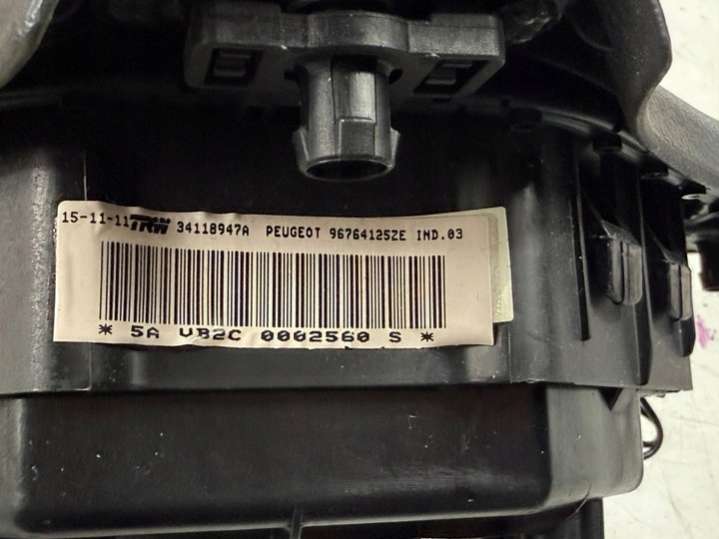 15-11-11 TRW 34118947A PEUGEOT 96764125ZE IND.03
* 5A VB2C 0002560 S *